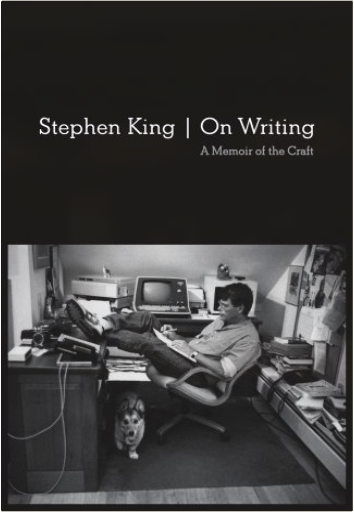 Stephen King | On Writing
A Memoir of the Craft